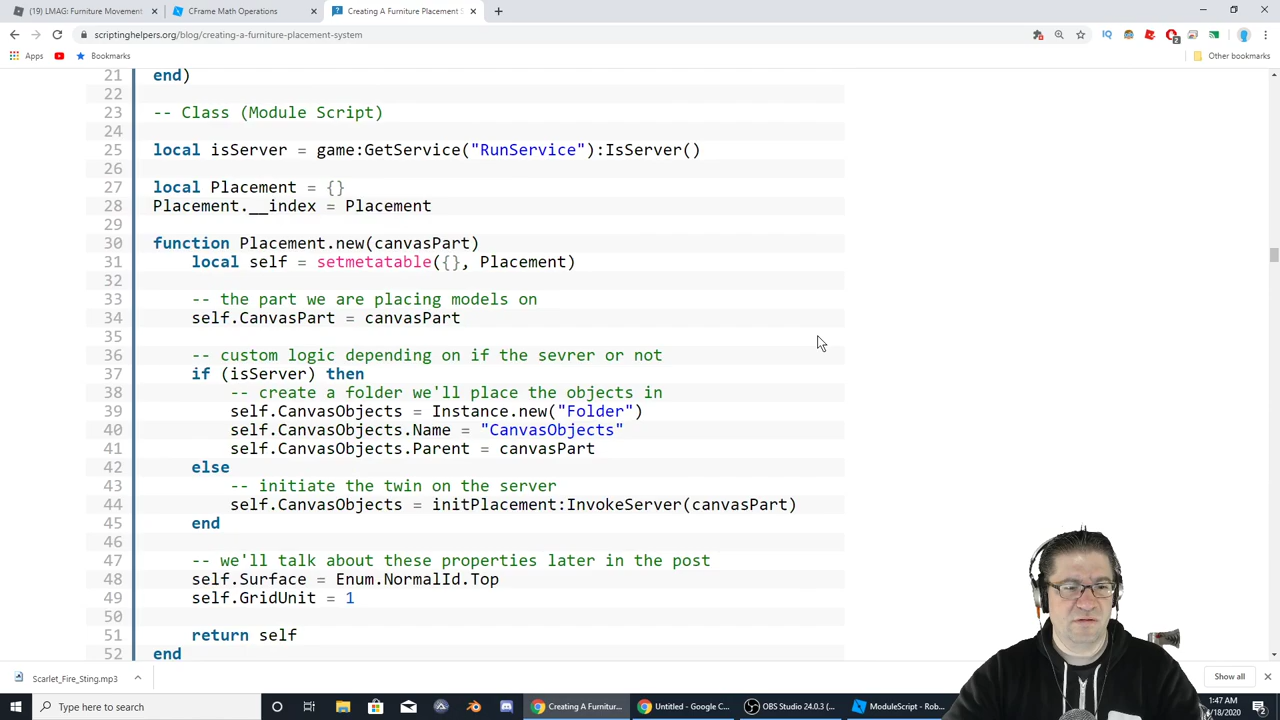 (19) LMAG: Furniture Movement
CFrame Math Operations
Creating A Furniture Placement S
scriptinghelpers.org/blog/creating-a-furniture-placement-system
Apps
Bookmarks
Other bookmarks
21 end)
22
23 -- Class (Module Script)
24
25 local isServer = game:GetService("RunService"):IsServer()
26
27 local Placement = {}
28 Placement.__index = Placement
29
30 function Placement.new(canvasPart)
31 local self = setmetatable({}, Placement)
32
33 -- the part we are placing models on
34 self.CanvasPart = canvasPart
35
36 -- custom logic depending on if the sevrer or not
37 if (isServer) then
38 -- create a folder we'll place the objects in
39 self.CanvasObjects = Instance.new("Folder")
40 self.CanvasObjects.Name = "CanvasObjects"
41 self.CanvasObjects.Parent = canvasPart
42 else
43 -- initiate the twin on the server
44 self.CanvasObjects = initPlacement:InvokeServer(canvasPart)
45 end
46
47 -- we'll talk about these properties later in the post
48 self.Surface = Enum.NormalId.Top
49 self.GridUnit = 1
50
51 return self
52 end
Scarlet_Fire_Sting.mp3
Show all
Type here to search
Creating A Furnitur...
Untitled - Google C...
OBS Studio 24.0.3 (...
ModuleScript - Rob...
1:47 AM
/18/2020